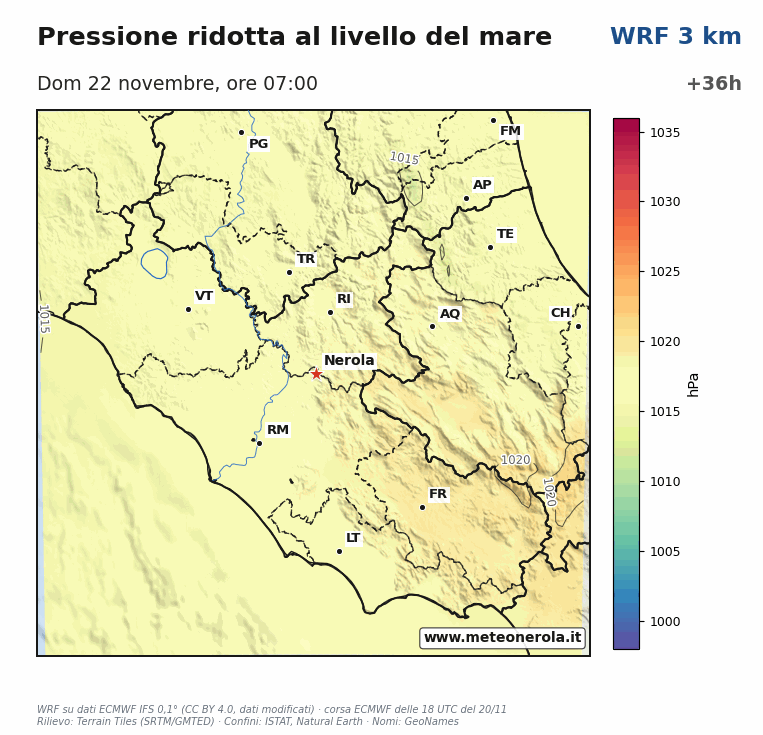 Pressione ridotta al livello del mare
WRF 3 km
Dom 22 novembre, ore 07:00
+36h
FM
PG
1015
AP
TE
TR
VT
RI
AQ
CH
1015
Nerola
RM
1020
1020
FR
LT
www.meteonerola.it
1035
1030
1025
1020
1015
1010
1005
1000
hPa
WRF su dati ECMWF IFS 0,1° (CC BY 4.0, dati modificati) · corsa ECMWF delle 18 UTC del 20/11
Rilievo: Terrain Tiles (SRTM/GMTED) · Confini: ISTAT, Natural Earth · Nomi: GeoNames